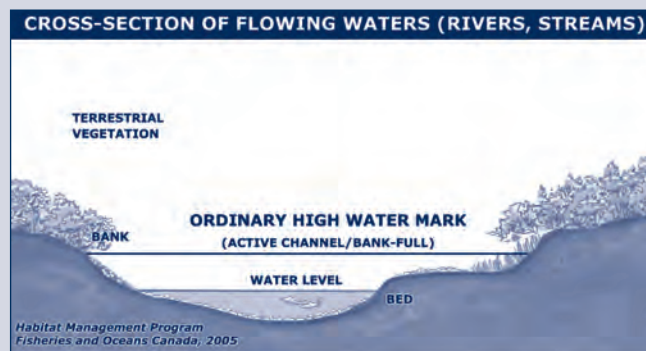 CROSS-SECTION OF FLOWING WATERS (RIVERS, STREAMS)
TERRESTRIAL
VEGETATION
ORDINARY HIGH WATER MARK
BANK
(ACTIVE CHANNEL/BANK-FULL)
WATER LEVEL
BED
Habitat Management Program
Fisheries and Oceans Canada, 2005